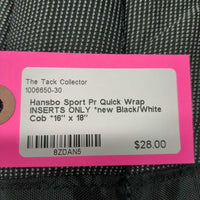 The Tack Collector
1006650-30
Hansbo Sport Pr Quick Wrap
INSERTS ONLY *new Black/White
Cob *16" x 18"
$28.00
8ZDAN5